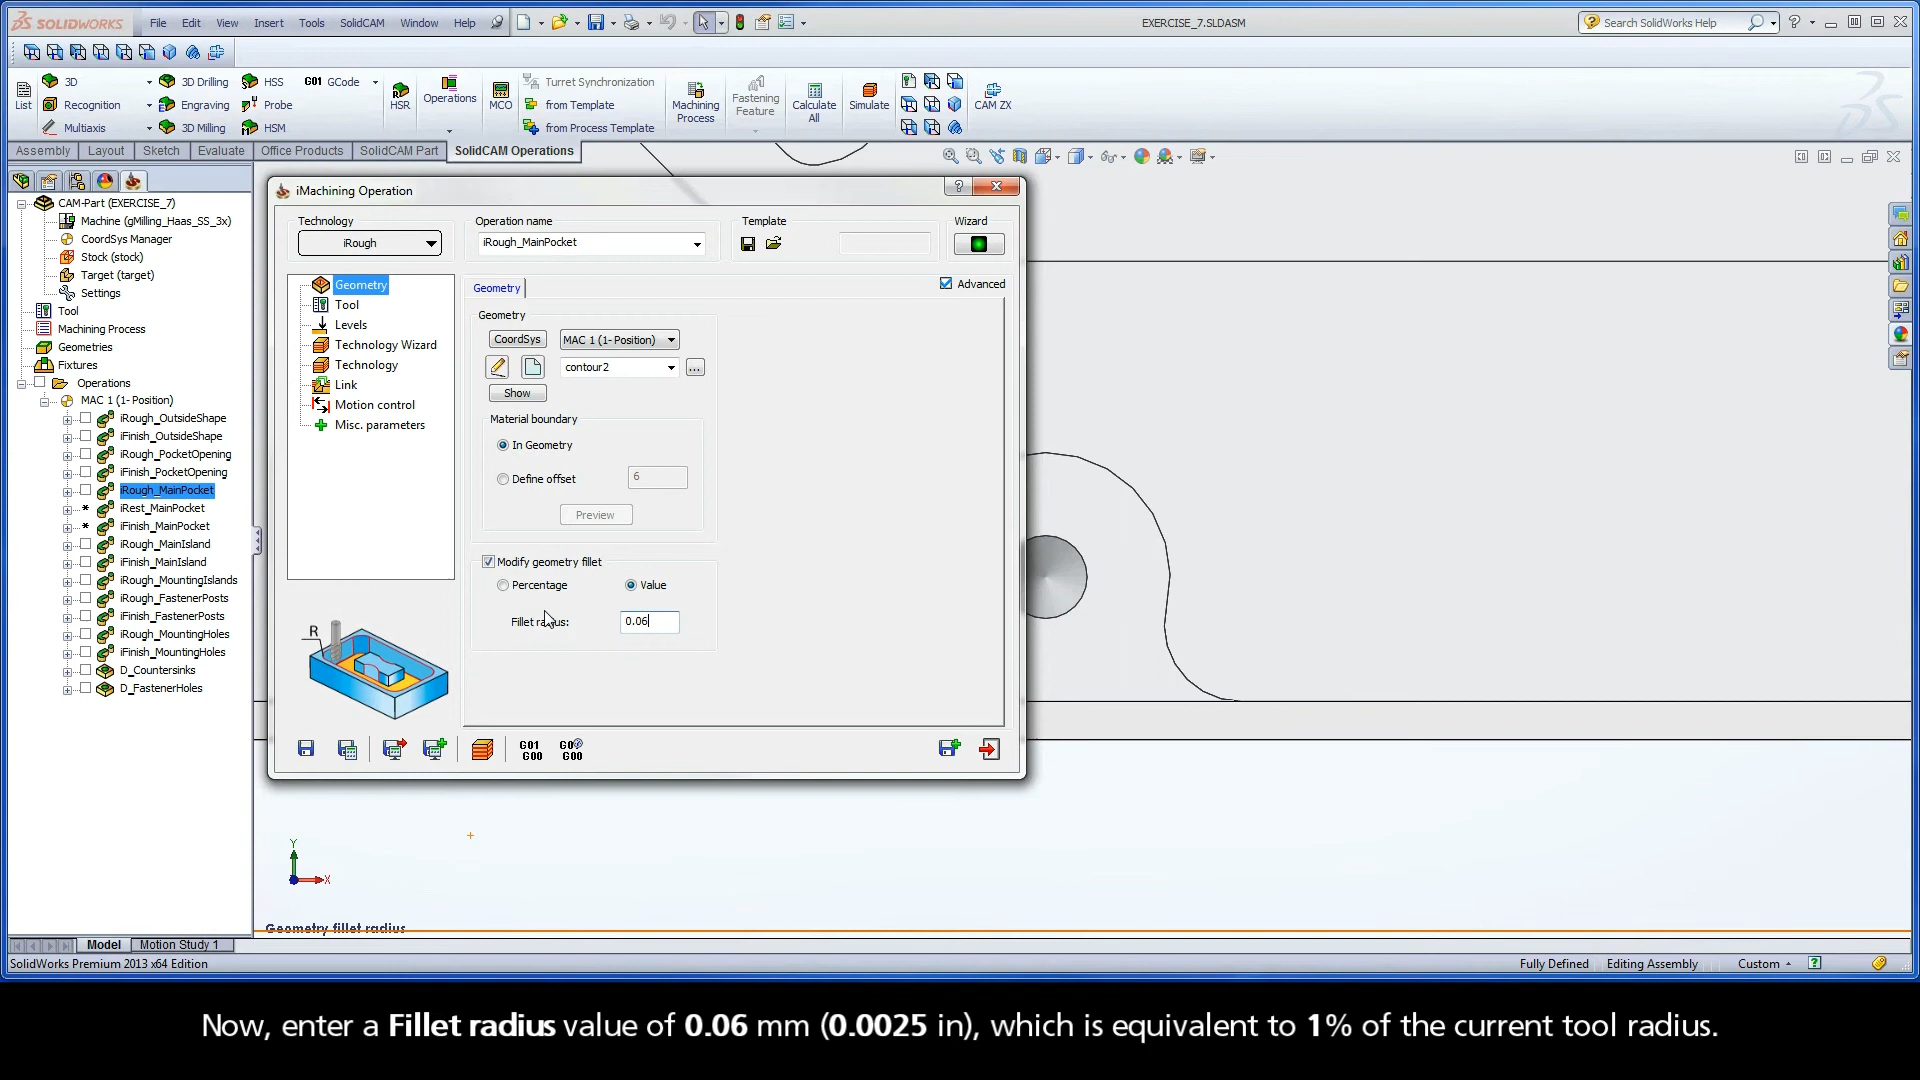 SOLIDWORKS File Edit View Insert Tools SolidCAM Window Help EXERCISE_7.SLDASM Search SolidWorks Help
3D 3D Drilling HSS G01 GCode Turret Synchronization
List Recognition Engraving Probe HSR Operations MCO from Template Machining Process Fastening Feature Calculate All Simulate CAM ZX
Multiaxis 3D Milling HSM from Process Template
Assembly Layout Sketch Evaluate Office Products SolidCAM Part SolidCAM Operations
CAM-Part (EXERCISE_7)
Machine (gMilling_Haas_SS_3x)
CoordSys Manager
Stock (stock)
Target (target)
Settings
Tool
Machining Process
Geometries
Fixtures
Operations
MAC 1 (1- Position)
iRough_OutsideShape
iFinish_OutsideShape
iRough_PocketOpening
iFinish_PocketOpening
iRough_MainPocket
iRest_MainPocket
iFinish_MainPocket
iRough_MainIsland
iFinish_MainIsland
iRough_MountingIslands
iRough_FastenerPosts
iFinish_FastenerPosts
iRough_MountingHoles
iFinish_MountingHoles
D_Countersinks
D_FastenerHoles
iMachining Operation
Technology Operation name Template Wizard
iRough iRough_MainPocket
Geometry
Tool
Levels
Technology Wizard
Technology
Link
Motion control
Misc. parameters
R
Geometry Advanced
Geometry
CoordSys MAC 1 (1- Position)
contour2 ...
Show
Material boundary
In Geometry
Define offset 6
Preview
Modify geometry fillet
Percentage Value
Fillet radius: 0.06
G01 G00
G00
Y
X
Geometry fillet radius
Model Motion Study 1
SolidWorks Premium 2013 x64 Edition Fully Defined Editing Assembly Custom
Now, enter a Fillet radius value of 0.06 mm (0.0025 in), which is equivalent to 1% of the current tool radius.